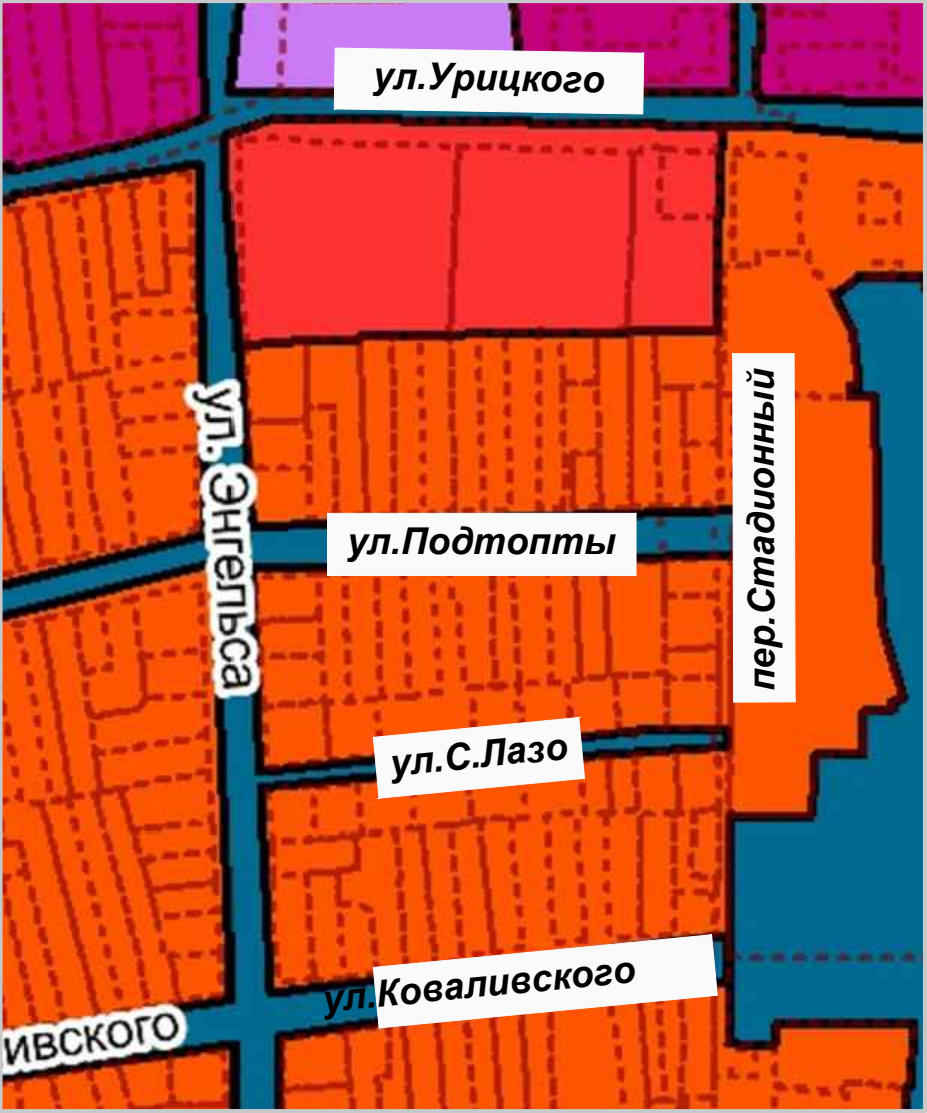 ул.Урицкого
ул. Энгельса
пер.Стадионный
ул.Подтопты
ул.С.Лазо
ул.Коваливского
ивского